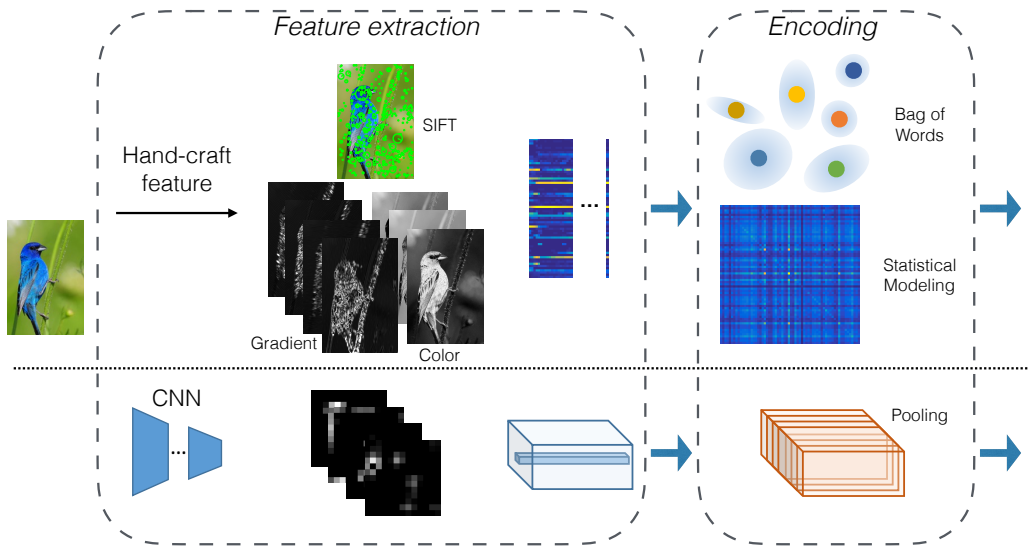 Feature extraction
Encoding
SIFT
Bag of
Words
Hand-craft
feature
...
Statistical
Modeling
Gradient
Color
CNN
...
Pooling